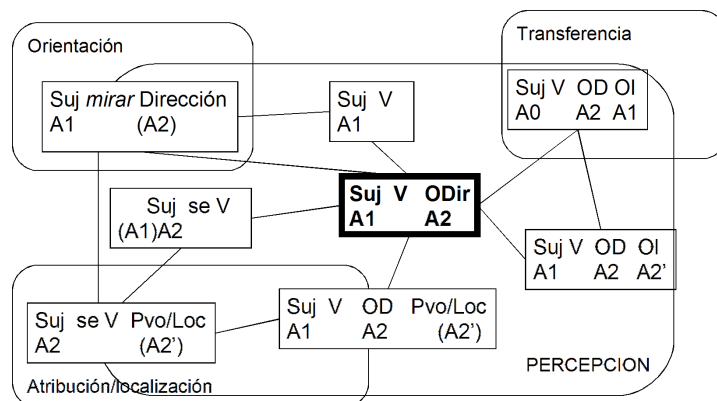 Orientación
Transferencia
Suj mirar Dirección
A1 (A2)
Suj V
A1
Suj V OD OI
A0 A2 A1
Suj se V
(A1)A2
Suj V ODir
A1 A2
Suj V OD OI
A1 A2 A2'
Suj se V Pvo/Loc
A2 (A2')
Suj V OD Pvo/Loc
A1 A2 (A2')
PERCEPCION
Atribución/localización